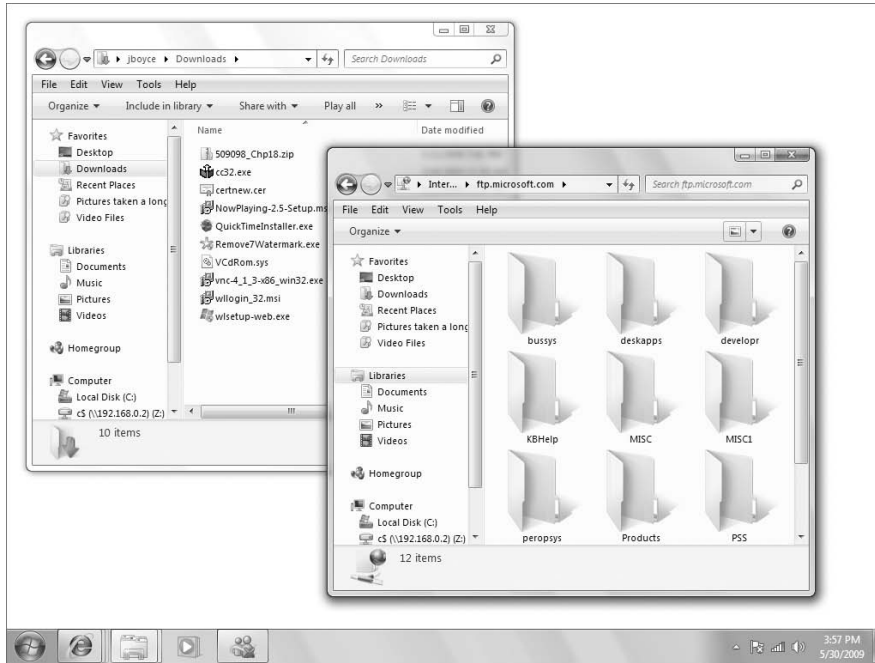 jboyce
Downloads
Search Downloads
File Edit View Tools Help
Organize Include in library Share with Play all »
Favorites
Desktop
Downloads
Recent Places
Pictures taken a long
Video Files
Libraries
Documents
Music
Pictures
Videos
Homegroup
Computer
Local Disk (C:)
c$ (\\192.168.0.2) (Z:)
Name Date modified
509098_Chp18.zip
cc32.exe
certnew.cer
NowPlaying-2.5-Setup.ms
QuickTimeInstaller.exe
Remove7Watermark.exe
VCdRom.sys
vnc-4_1_3-x86_win32.exe
wllogin_32.msi
wlsetup-web.exe
10 items
Inter... ftp.microsoft.com
Search ftp.microsoft.com
File Edit View Tools Help
Organize
Favorites
Desktop
Downloads
Recent Places
Pictures taken a long
Video Files
Libraries
Documents
Music
Pictures
Videos
Homegroup
Computer
Local Disk (C:)
c$ (\\192.168.0.2) (Z:)
bussys deskapps developr
KBHelp MISC MISC1
peropsys Products PSS
12 items
3:57 PM
5/30/2009